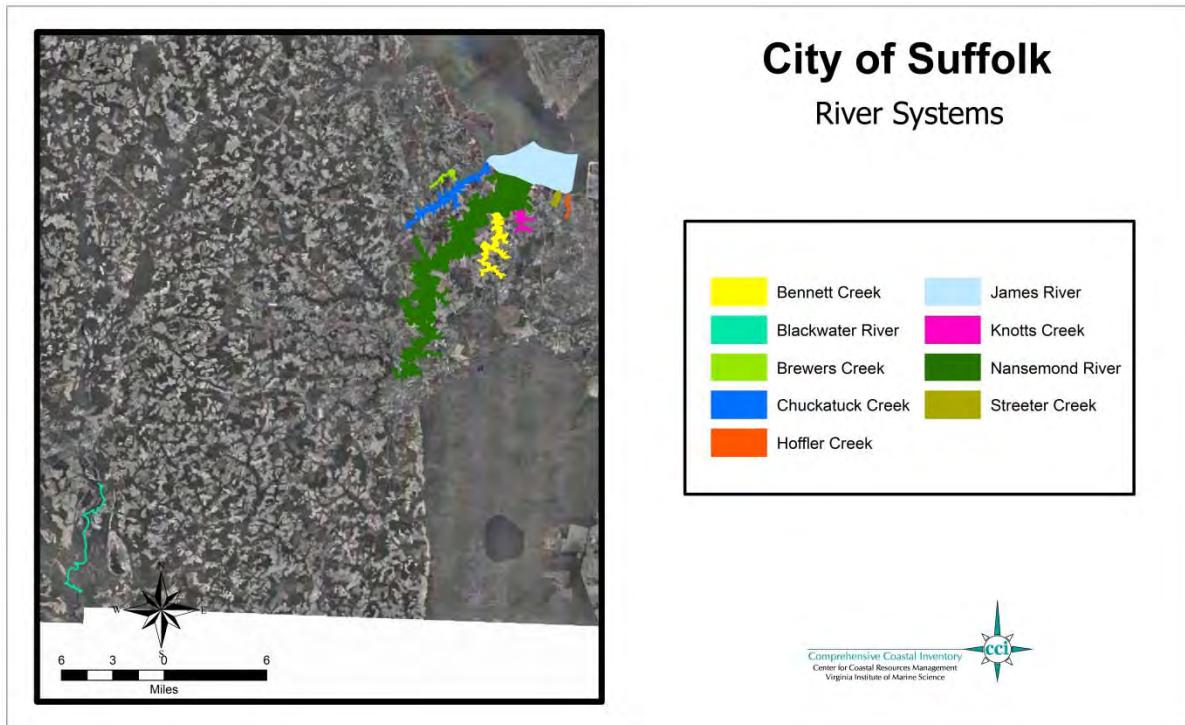 City of Suffolk
River Systems
Bennett Creek
Blackwater River
Brewers Creek
Chuckatuck Creek
Hoffler Creek
James River
Knotts Creek
Nansemond River
Streeter Creek
N
W E
S
6 3 0 6
Miles
Comprehensive Coastal Inventory
Center for Coastal Resources Management
Virginia Institute of Marine Science
cci